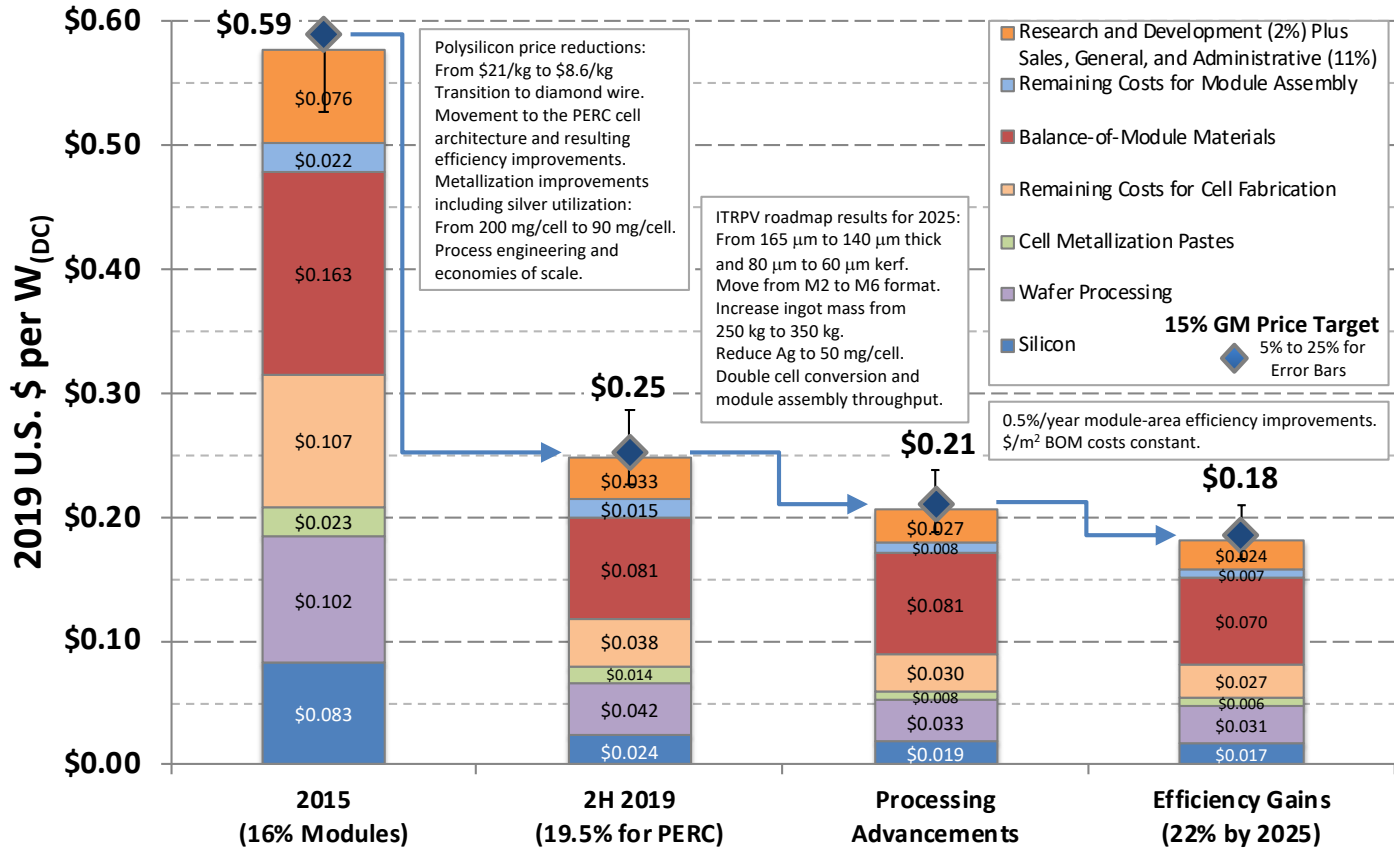 2019 U.S. $ per W(DC)
$0.60
$0.50
$0.40
$0.30
$0.20
$0.10
$0.00
$0.59
$0.076
$0.022
$0.163
$0.107
$0.023
$0.102
$0.083
Polysilicon price reductions:
From $21/kg to $8.6/kg
Transition to diamond wire.
Movement to the PERC cell
architecture and resulting
efficiency improvements.
Metallization improvements
including silver utilization:
From 200 mg/cell to 90 mg/cell.
Process engineering and
economies of scale.
$0.25
$0.033
$0.015
$0.081
$0.038
$0.014
$0.042
$0.024
ITRPV roadmap results for 2025:
From 165 μm to 140 μm thick
and 80 μm to 60 μm kerf.
Move from M2 to M6 format.
Increase ingot mass from
250 kg to 350 kg.
Reduce Ag to 50 mg/cell.
Double cell conversion and
module assembly throughput.
$0.21
$0.027
$0.008
$0.081
$0.030
$0.008
$0.033
$0.019
Research and Development (2%) Plus
Sales, General, and Administrative (11%)
Remaining Costs for Module Assembly
Balance-of-Module Materials
Remaining Costs for Cell Fabrication
Cell Metallization Pastes
Wafer Processing
Silicon
15% GM Price Target
5% to 25% for
Error Bars
0.5%/year module-area efficiency improvements.
$/m² BOM costs constant.
$0.18
$0.024
$0.007
$0.070
$0.027
$0.006
$0.031
$0.017
2015
(16% Modules)
2H 2019
(19.5% for PERC)
Processing
Advancements
Efficiency Gains
(22% by 2025)